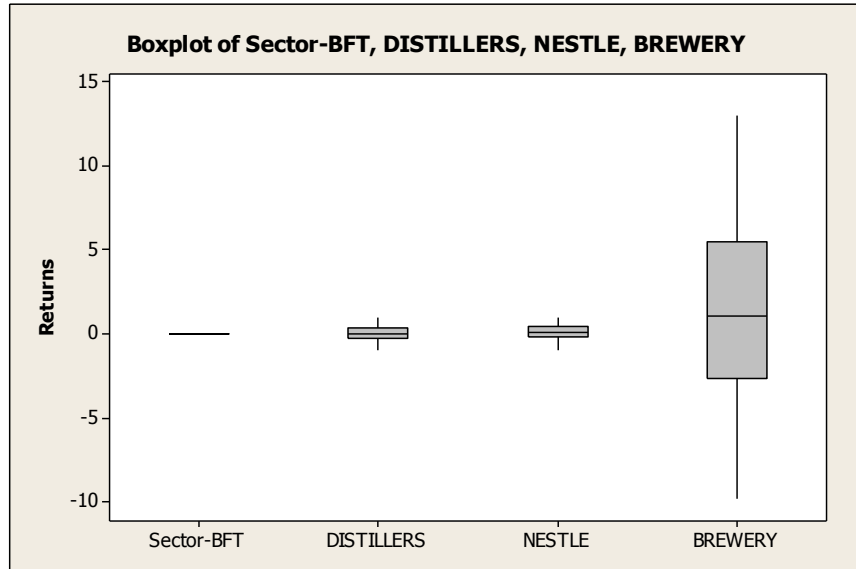 Boxplot of Sector-BFT, DISTILLERS, NESTLE, BREWERY
Returns
15
10
5
0
-5
-10
Sector-BFT DISTILLERS NESTLE BREWERY